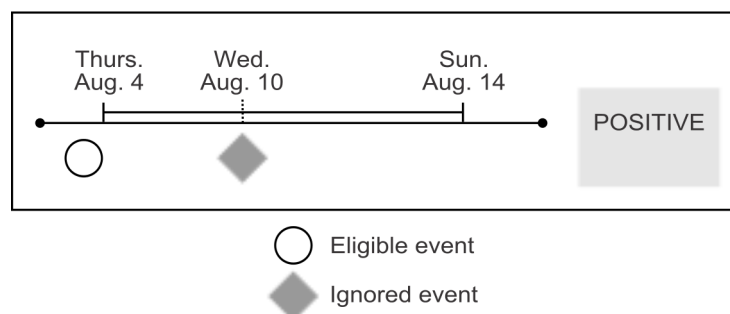 Thurs. Wed. Sun.
Aug. 4 Aug. 10 Aug. 14
POSITIVE
Eligible event
Ignored event